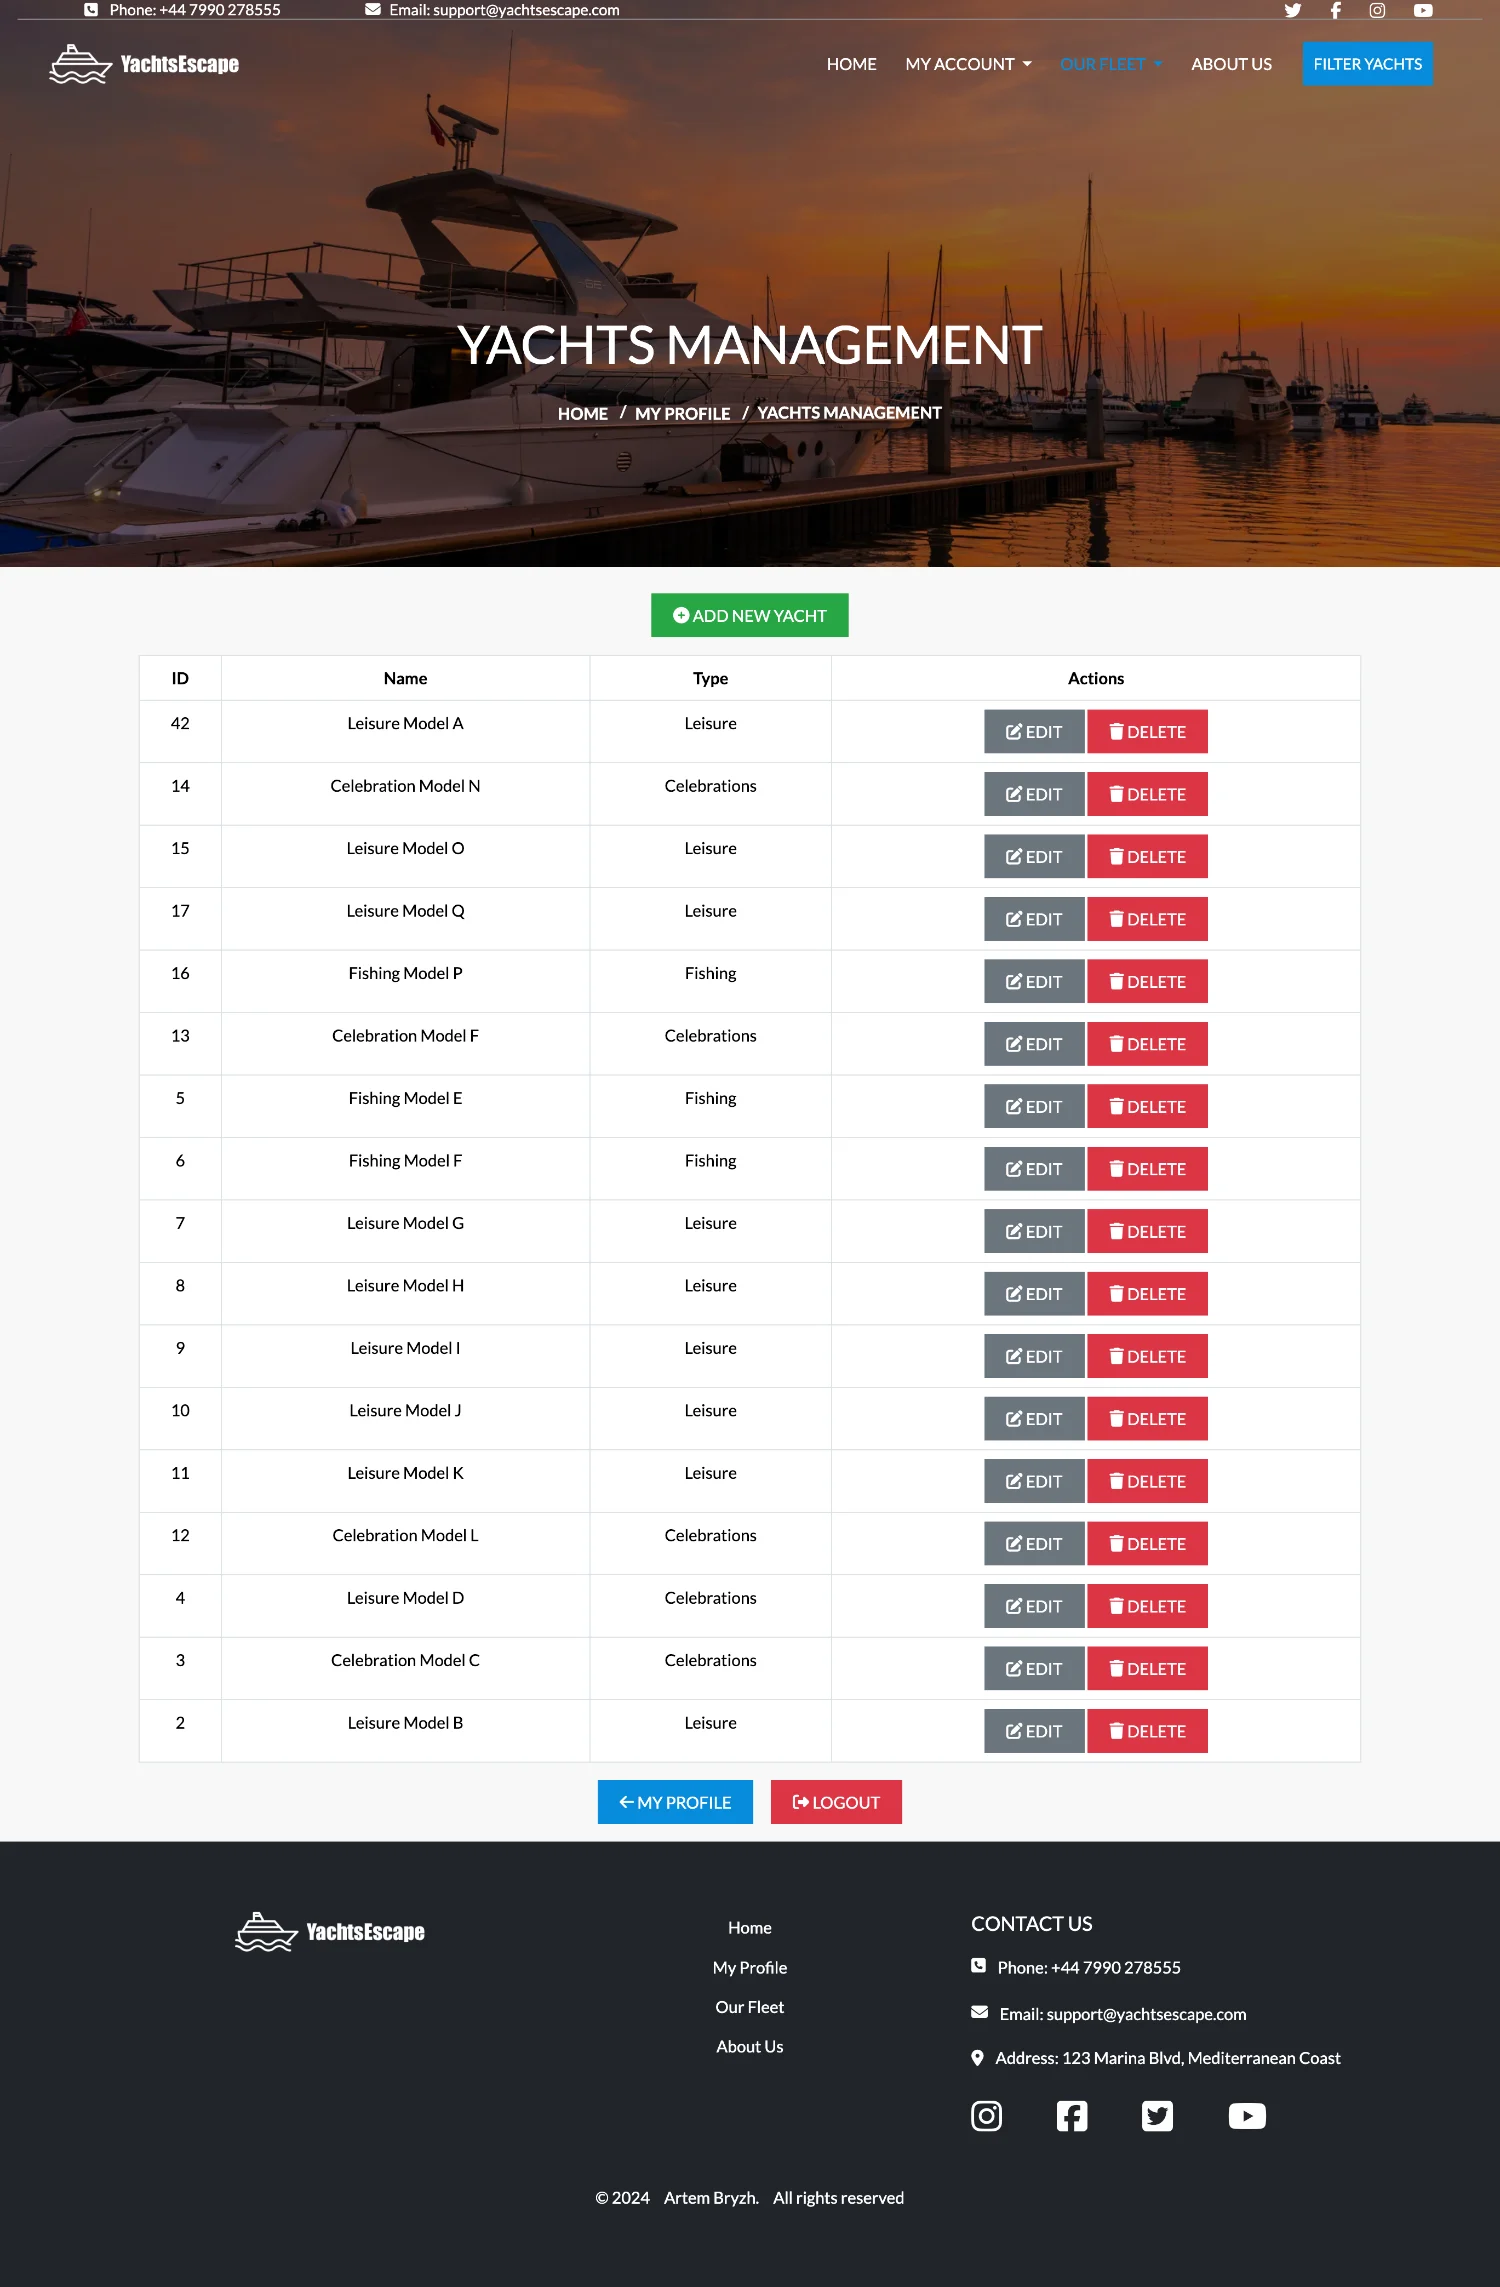 Phone: +44 7990 278555 Email: support@yachtsescape.com
YachtsEscape HOME MY ACCOUNT OUR FLEET ABOUT US FILTER YACHTS
YACHTS MANAGEMENT
HOME / MY PROFILE / YACHTS MANAGEMENT
ADD NEW YACHT
ID Name Type Actions
42 Leisure Model A Leisure EDIT DELETE
14 Celebration Model N Celebrations EDIT DELETE
15 Leisure Model O Leisure EDIT DELETE
17 Leisure Model Q Leisure EDIT DELETE
16 Fishing Model P Fishing EDIT DELETE
13 Celebration Model F Celebrations EDIT DELETE
5 Fishing Model E Fishing EDIT DELETE
6 Fishing Model F Fishing EDIT DELETE
7 Leisure Model G Leisure EDIT DELETE
8 Leisure Model H Leisure EDIT DELETE
9 Leisure Model I Leisure EDIT DELETE
10 Leisure Model J Leisure EDIT DELETE
11 Leisure Model K Leisure EDIT DELETE
12 Celebration Model L Celebrations EDIT DELETE
4 Leisure Model D Celebrations EDIT DELETE
3 Celebration Model C Celebrations EDIT DELETE
2 Leisure Model B Leisure EDIT DELETE
MY PROFILE LOGOUT
YachtsEscape
Home
My Profile
Our Fleet
About Us
CONTACT US
Phone: +44 7990 278555
Email: support@yachtsescape.com
Address: 123 Marina Blvd, Mediterranean Coast
© 2024 Artem Bryzh. All rights reserved